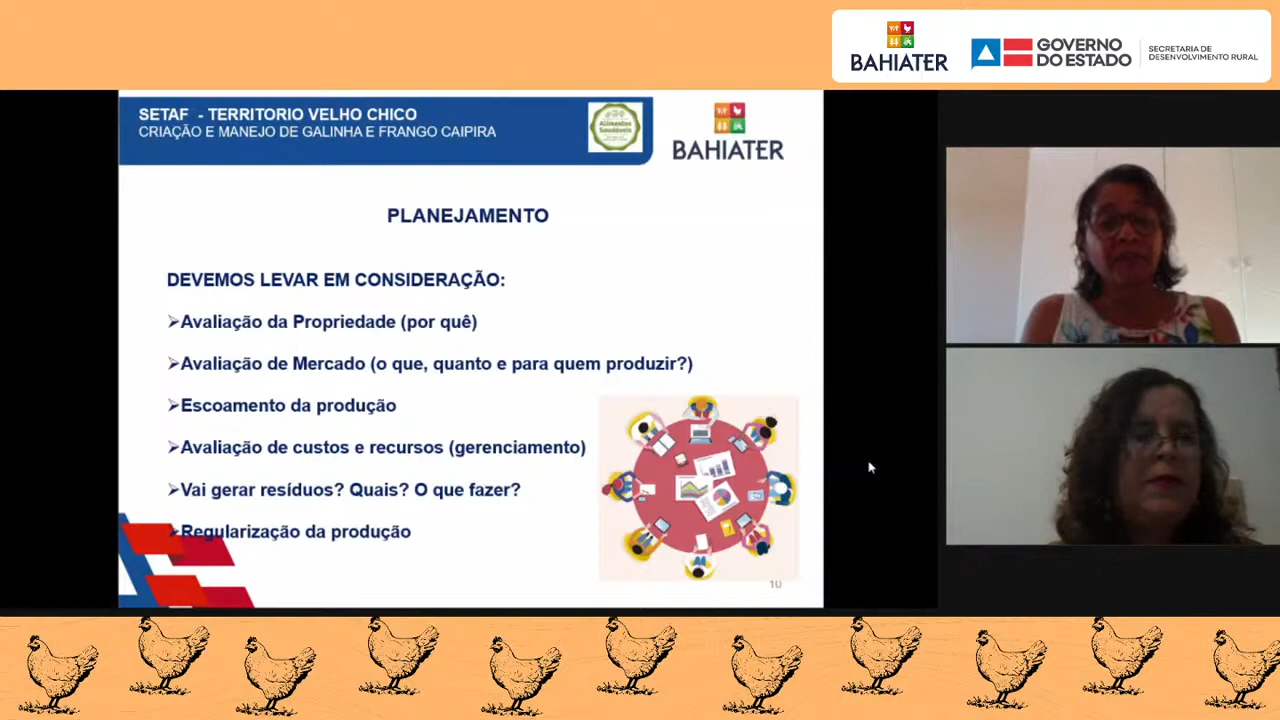 BAHIATER
GOVERNO
DO ESTADO
SECRETARIA DE
DESENVOLVIMENTO RURAL
SETAF - TERRITORIO VELHO CHICO
CRIAÇÃO E MANEJO DE GALINHA E FRANGO CAIPIRA
Alimentos
Saudáveis
BAHIATER
PLANEJAMENTO
DEVEMOS LEVAR EM CONSIDERAÇÃO:
➢Avaliação da Propriedade (por quê)
➢Avaliação de Mercado (o que, quanto e para quem produzir?)
➢Escoamento da produção
➢Avaliação de custos e recursos (gerenciamento)
➢Vai gerar resíduos? Quais? O que fazer?
➢Regularização da produção
10